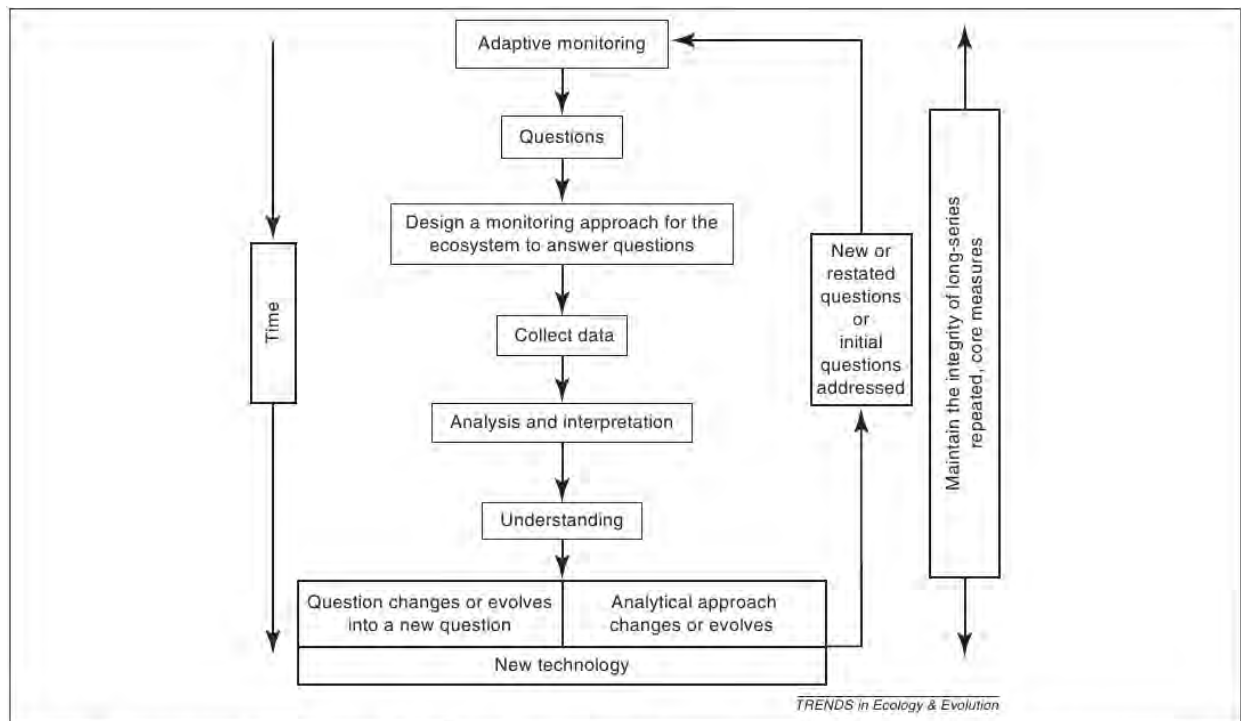 Adaptive monitoring
Questions
Design a monitoring approach for the
ecosystem to answer questions
Collect data
Analysis and interpretation
Understanding
Question changes or evolves
into a new question
Analytical approach
changes or evolves
New technology
Time
New or
restated
questions
or
initial
questions
addressed
Maintain the integrity of long-series
repeated, core measures
TRENDS in Ecology & Evolution